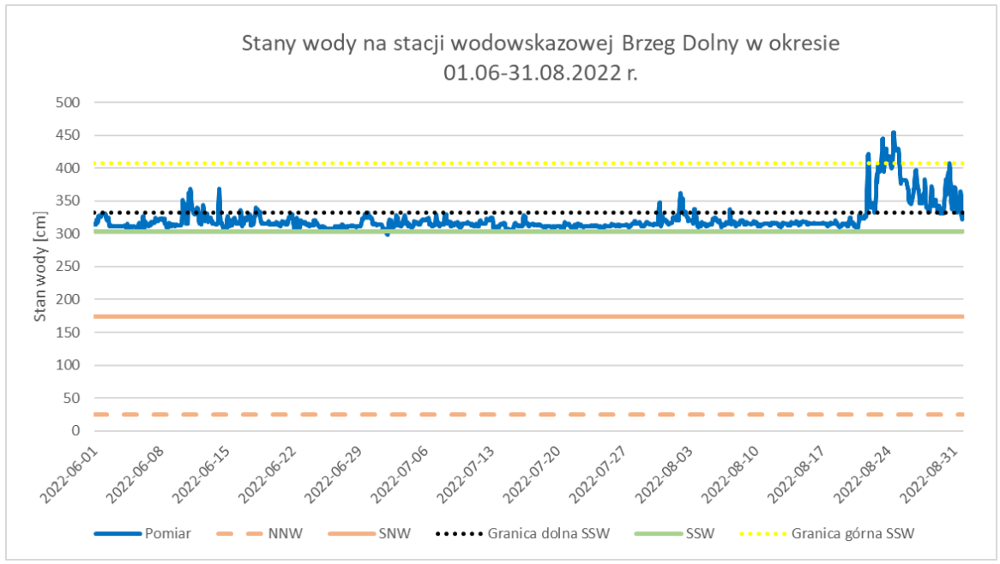 Stany wody na stacji wodowskazowej Brzeg Dolny w okresie
01.06-31.08.2022 r.
500
450
400
350
300
250
200
150
100
50
0
Stan wody [cm]
2022-06-01
2022-06-08
2022-06-15
2022-06-22
2022-06-29
2022-07-06
2022-07-13
2022-07-20
2022-07-27
2022-08-03
2022-08-10
2022-08-17
2022-08-24
2022-08-31
Pomiar
NNW
SNW
Granica dolna SSW
SSW
Granica górna SSW